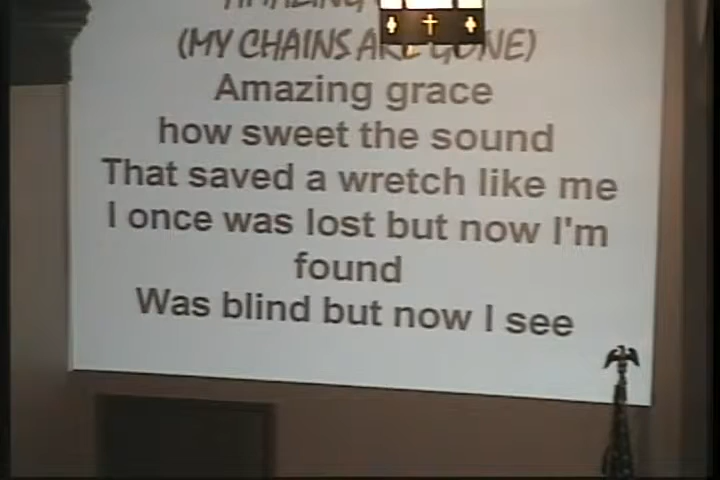 AMAZING
(MY CHAINS ARE GONE)
Amazing grace
how sweet the sound
That saved a wretch like me
I once was lost but now I'm
found
Was blind but now I see